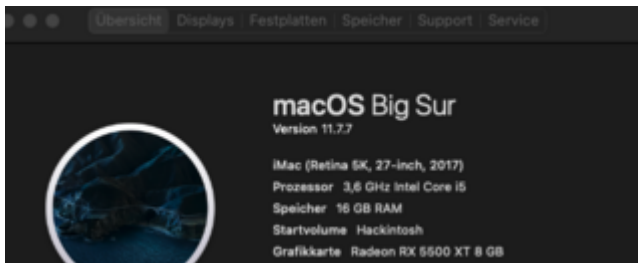 Übersicht Displays Festplatten Speicher Support Service
macOS Big Sur
Version 11.7.7
iMac (Retina 5K, 27-inch, 2017)
Prozessor 3,6 GHz Intel Core i5
Speicher 16 GB RAM
Startvolume Hackintosh
Grafikkarte Radeon RX 5500 XT 8 GB